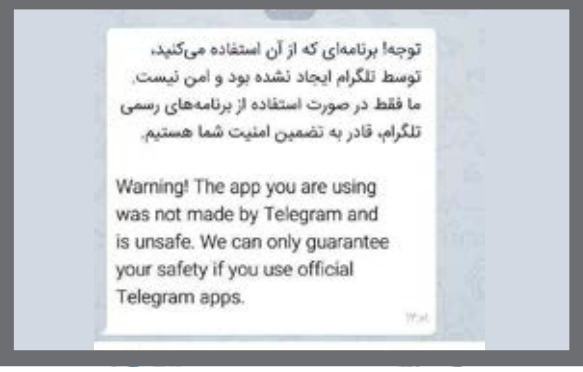 توجه! برنامه‌ای که از آن استفاده می‌کنید،
توسط تلگرام ایجاد نشده بود و امن نیست.
ما فقط در صورت استفاده از برنامه‌های رسمی
تلگرام، قادر به تضمین امنیت شما هستیم.
Warning! The app you are using
was not made by Telegram and
is unsafe. We can only guarantee
your safety if you use official
Telegram apps.